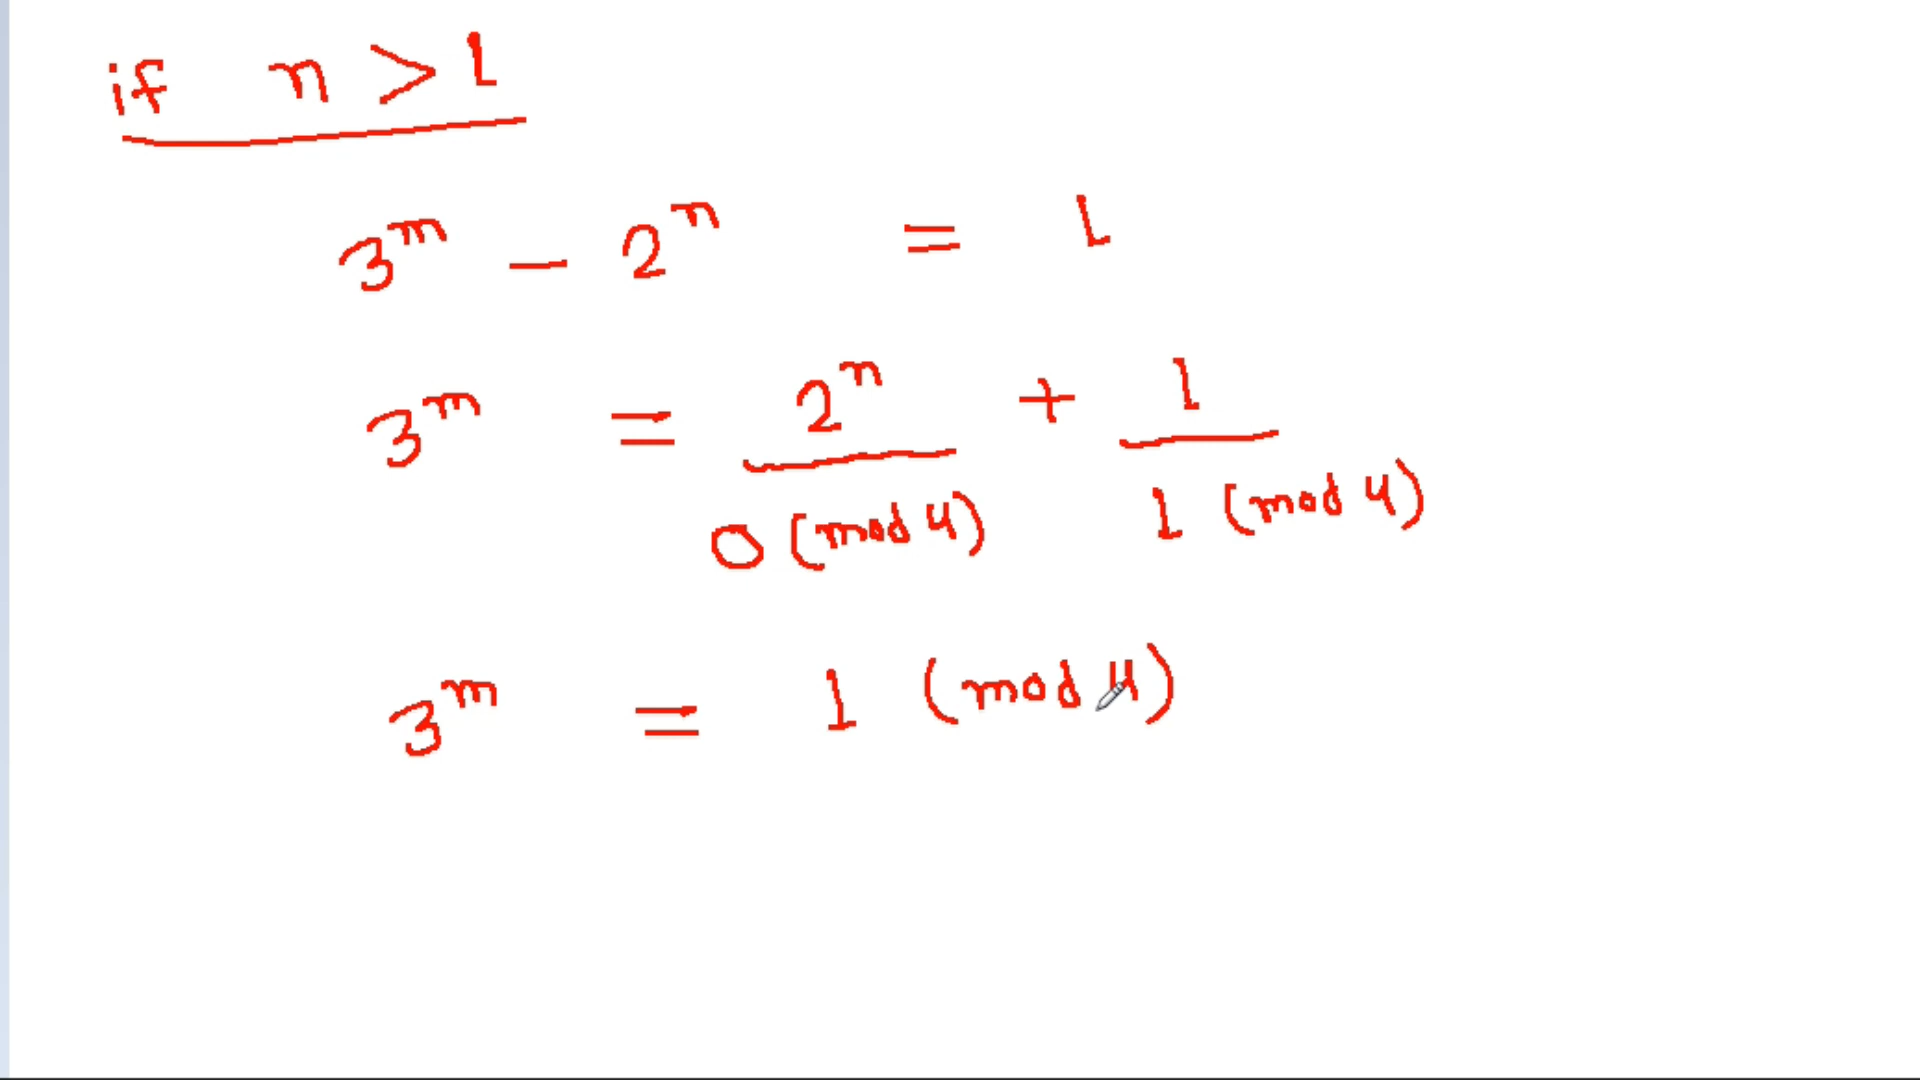 if n > 1
3^m - 2^n = 1
3^m = 2^n + 1
0 (mod 4) 1 (mod 4)
3^m = 1 (mod 4)